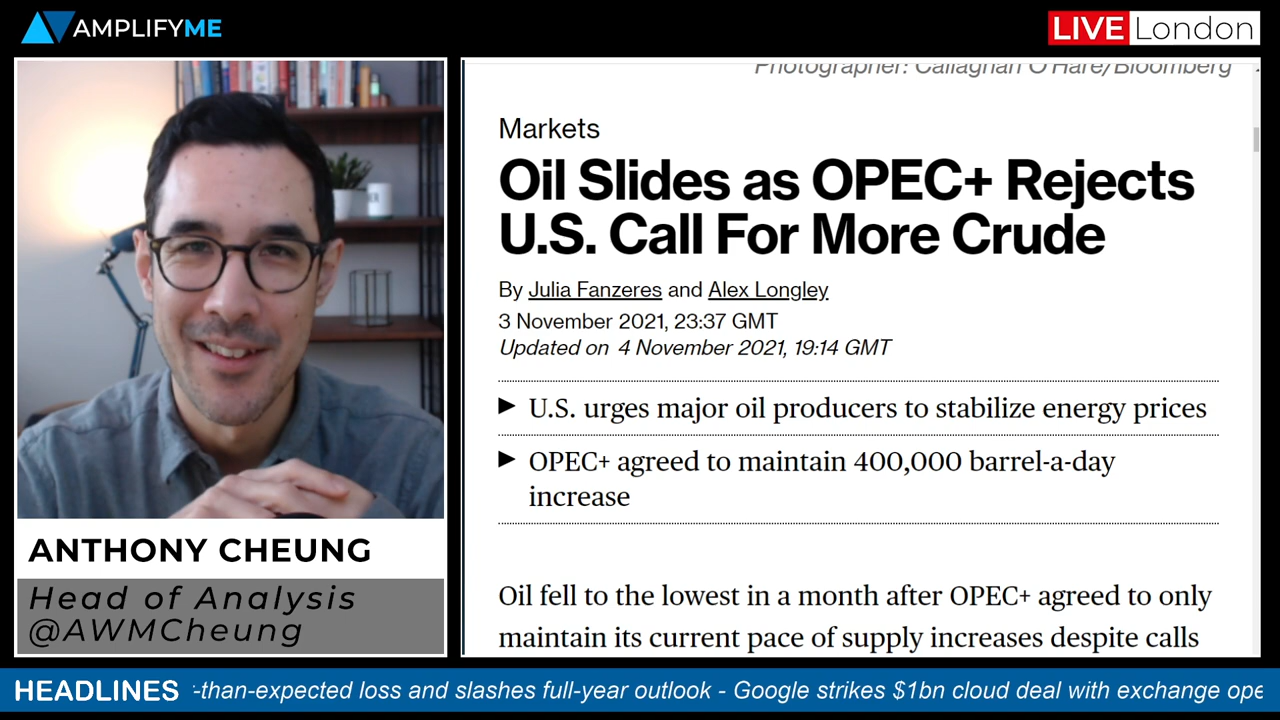 AMPLIFYME
LIVE London
Photographer: Callaghan O'Hare/Bloomberg
Markets
Oil Slides as OPEC+ Rejects
U.S. Call For More Crude
By Julia Fanzeres and Alex Longley
3 November 2021, 23:37 GMT
Updated on 4 November 2021, 19:14 GMT
U.S. urges major oil producers to stabilize energy prices
OPEC+ agreed to maintain 400,000 barrel-a-day
increase
Oil fell to the lowest in a month after OPEC+ agreed to only
maintain its current pace of supply increases despite calls
ANTHONY CHEUNG
Head of Analysis
@AWMCheung
HEADLINES -than-expected loss and slashes full-year outlook - Google strikes $1bn cloud deal with exchange ope